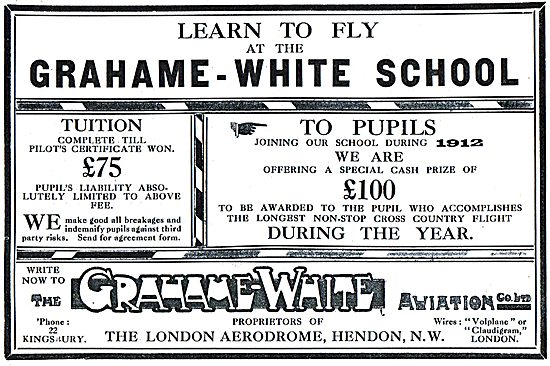 LEARN TO FLY
AT THE
GRAHAME-WHITE SCHOOL
TUITION
COMPLETE TILL
PILOT'S CERTIFICATE WON.
£75
PUPIL'S LIABILITY ABSO-
LUTELY LIMITED TO ABOVE
FEE.
WE make good all breakages and
indemnify pupils against third
party risks. Send for agreement form.
TO PUPILS
JOINING OUR SCHOOL DURING 1912
WE ARE
OFFERING A SPECIAL CASH PRIZE OF
£100
TO BE AWARDED TO THE PUPIL WHO ACCOMPLISHES
THE LONGEST NON-STOP CROSS COUNTRY FLIGHT
DURING THE YEAR.
WRITE
NOW TO
THE GRAHAME-WHITE AVIATION CO. LTD
'Phone:
22
KINGSBURY.
PROPRIETORS OF
THE LONDON AERODROME, HENDON, N.W.
Wires: "Volplane" or
"Claudigram,"
LONDON.